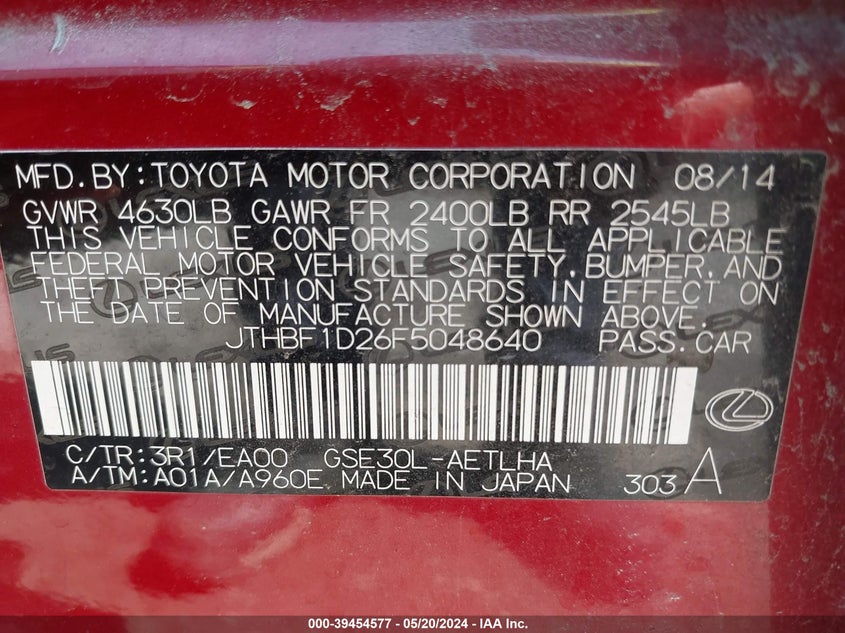 MFD. BY: TOYOTA MOTOR CORPORATION 08/14
GVWR 4630LB GAWR FR 2400LB RR 2545LB
THIS VEHICLE CONFORMS TO ALL APPLICABLE
FEDERAL MOTOR VEHICLE SAFETY, BUMPER, AND
THEFT PREVENTION STANDARDS IN EFFECT ON
THE DATE OF MANUFACTURE SHOWN ABOVE.
JTHBF1D26F5048640 PASS. CAR
C/TR: 3R1/EA00 GSE30L-AETLHA
A/TM: A01A/A960E MADE IN JAPAN 303 A
000-39454577 - 05/20/2024 - IAA Inc.